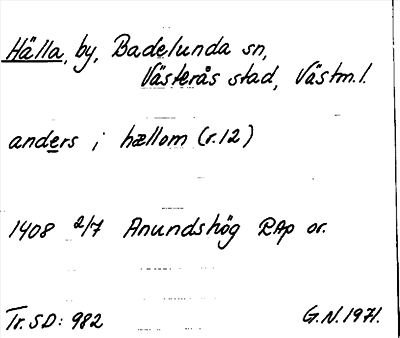 Hälla, by, Badelunda sn,
Västerås stad, Västm.l.
anders i hællom (r.12)
1408 2/7 Anundshög RAp or.
Tr. SD: 982
G.N. 1971.